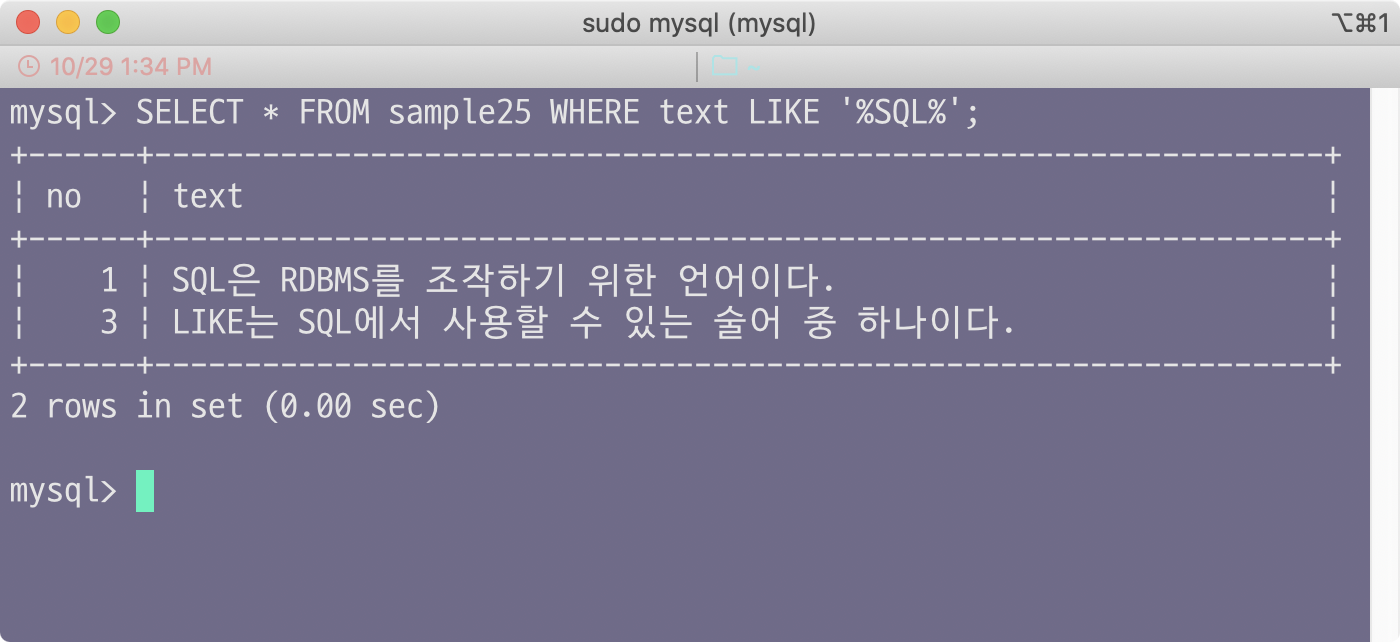 sudo mysql (mysql) ⌥⌘1
10/29 1:34 PM ~
mysql> SELECT * FROM sample25 WHERE text LIKE '%SQL%';
+------+-----------------------------------------------------------------+
| no   | text                                                            |
+------+-----------------------------------------------------------------+
|    1 | SQL은 RDBMS를 조작하기 위한 언어이다.                           |
|    3 | LIKE는 SQL에서 사용할 수 있는 술어 중 하나이다.                 |
+------+-----------------------------------------------------------------+
2 rows in set (0.00 sec)
mysql>